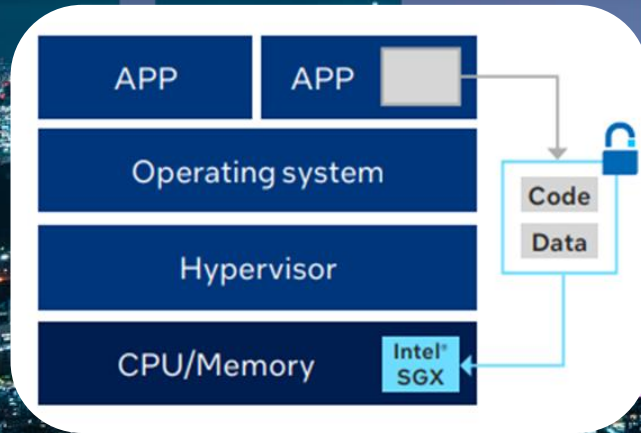 APP
APP
Operating system
Code
Data
Hypervisor
CPU/Memory
Intel®
SGX